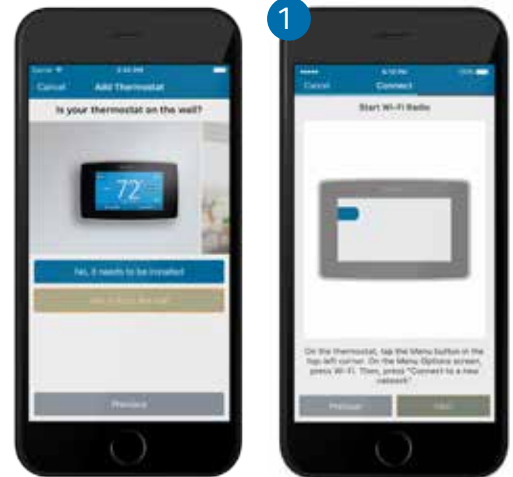 Cancel
Add Thermostat
Is your thermostat on the wall?
72
No, it needs to be installed
Previous
1
Cancel
Connect
Start Wi-Fi Radio
On the thermostat, tap the Menu button in the
top left corner. On the Menu Options screen,
press Wi-Fi. Then, press "Connect to a new
network"
Previous